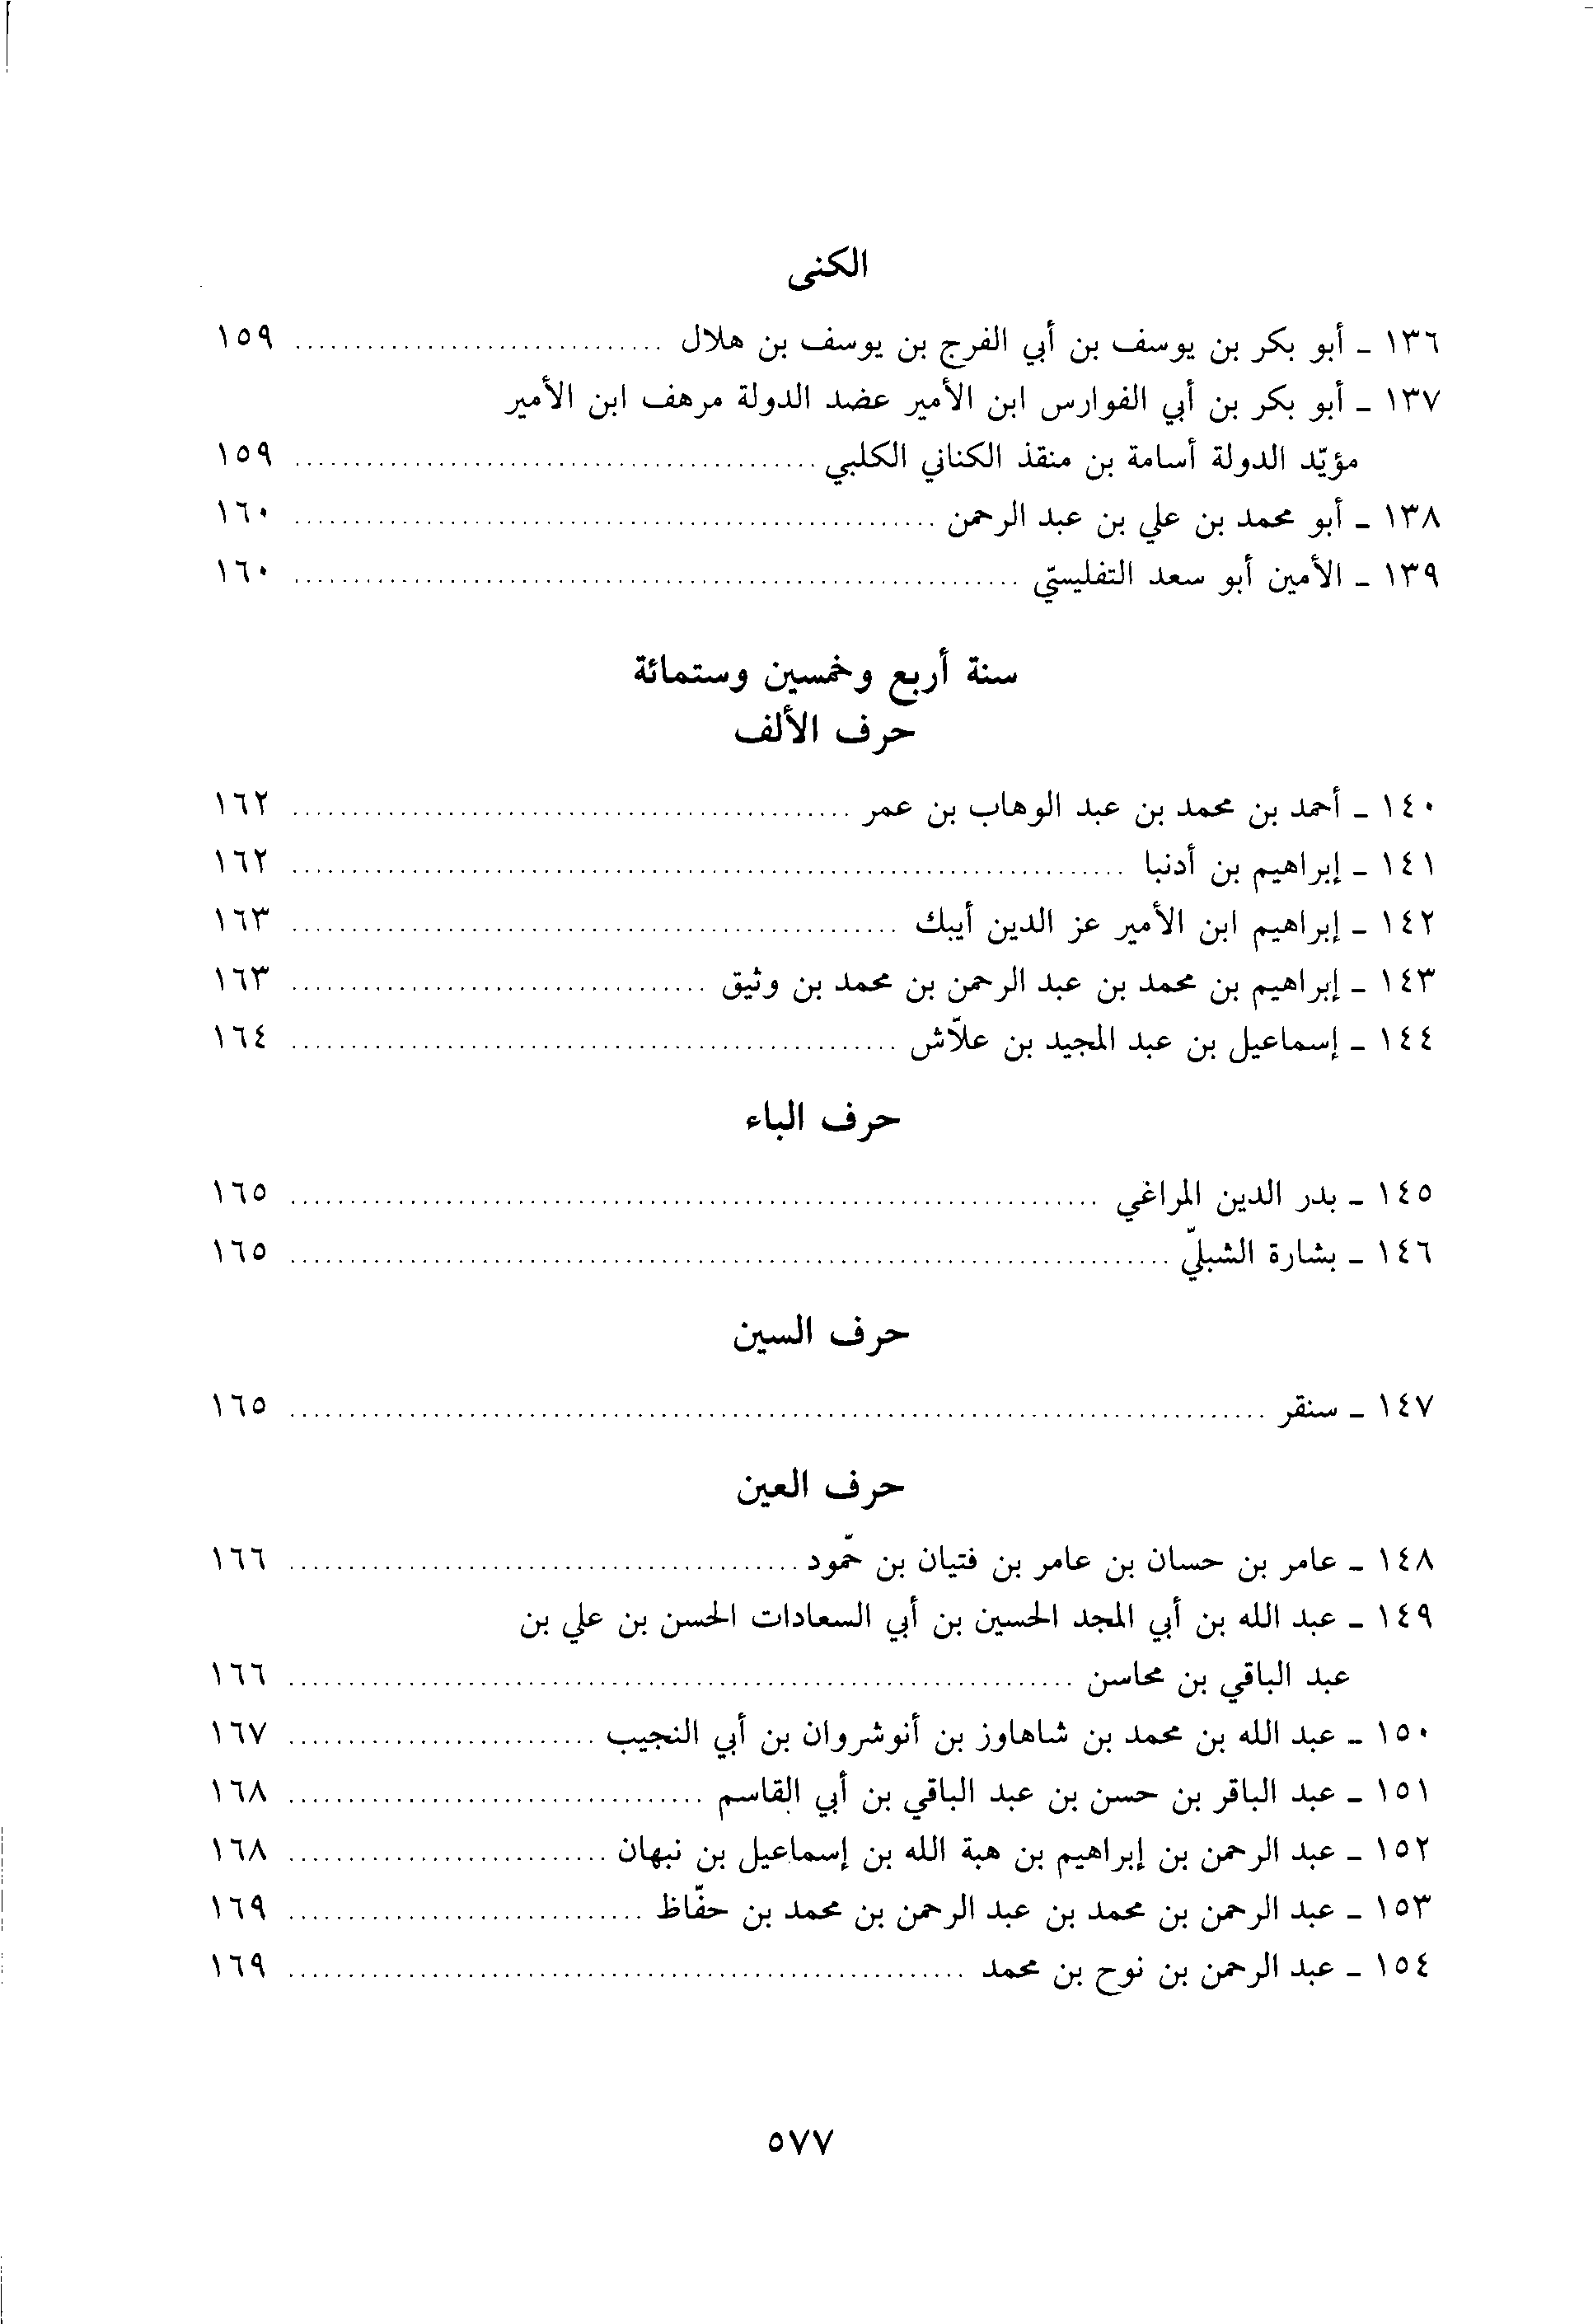 الكنى
١٣٦ ـ أبو بكر بن يوسف بن أبي الفرج بن يوسف بن هلال .............................. ١٥٩
١٣٧ ـ أبو بكر بن أبي الفوارس ابن الأمير عضد الدولة مرهف ابن الأمير
مؤيّد الدولة أسامة بن منقذ الكناني الكلبي .............................. ١٥٩
١٣٨ ـ أبو محمد بن علي بن عبد الرحمن .............................. ١٦٠
١٣٩ ـ الأمين أبو سعد التفليسيّ .............................. ١٦٠
سنة أربع وخمسين وستمائة
حرف الألف
١٤٠ ـ أحمد بن محمد بن عبد الوهاب بن عمر .............................. ١٦٢
١٤١ ـ إبراهيم بن أدنبا .............................. ١٦٢
١٤٢ ـ إبراهيم ابن الأمير عز الدين أيبك .............................. ١٦٣
١٤٣ ـ إبراهيم بن محمد بن عبد الرحمن بن محمد بن وثيق .............................. ١٦٣
١٤٤ ـ إسماعيل بن عبد المجيد بن علاّش .............................. ١٦٤
حرف الباء
١٤٥ ـ بدر الدين المراغي .............................. ١٦٥
١٤٦ ـ بشارة الشبليّ .............................. ١٦٥
حرف السين
١٤٧ ـ سنقر .............................. ١٦٥
حرف العين
١٤٨ ـ عامر بن حسان بن عامر بن فتيان بن حمّود .............................. ١٦٦
١٤٩ ـ عبد الله بن أبي المجد الحسين بن أبي السعادات الحسن بن علي بن
عبد الباقي بن محاسن .............................. ١٦٦
١٥٠ ـ عبد الله بن محمد بن شاهاوز بن أنوشروان بن أبي النجيب .............................. ١٦٧
١٥١ ـ عبد الباقر بن حسن بن عبد الباقي بن أبي القاسم .............................. ١٦٨
١٥٢ ـ عبد الرحمن بن إبراهيم بن هبة الله بن إسماعيل بن نبهان .............................. ١٦٨
١٥٣ ـ عبد الرحمن بن محمد بن عبد الرحمن بن محمد بن حفّاظ .............................. ١٦٩
١٥٤ ـ عبد الرحمن بن نوح بن محمد .............................. ١٦٩
٥٧٧